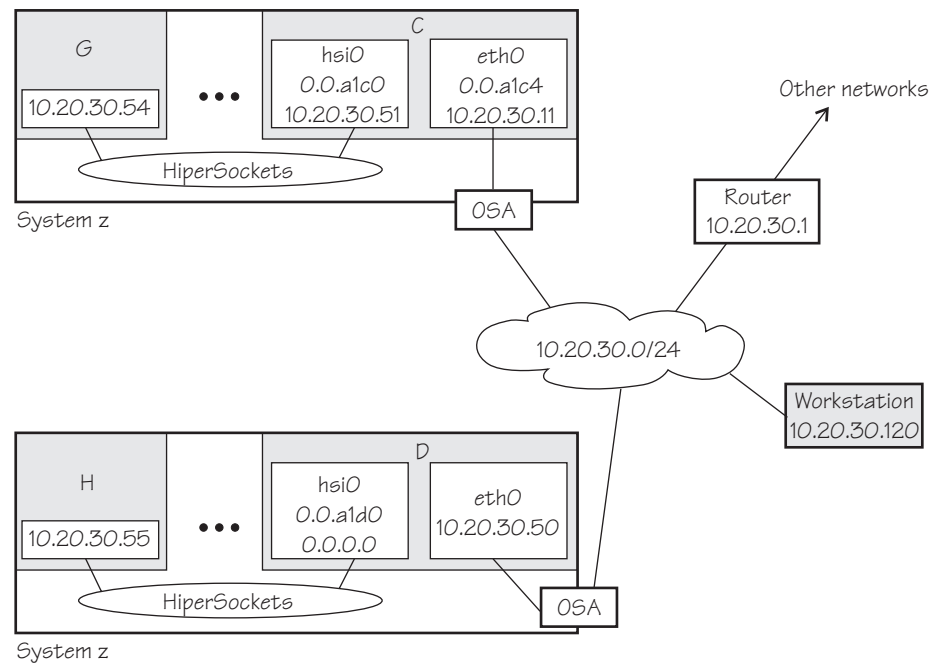 G
10.20.30.54
C
hsi0
0.0.a1c0
10.20.30.51
eth0
0.0.a1c4
10.20.30.11
HiperSockets
System z
OSA
Other networks
Router
10.20.30.1
10.20.30.0/24
Workstation
10.20.30.120
H
10.20.30.55
D
hsi0
0.0.a1d0
0.0.0.0
eth0
10.20.30.50
HiperSockets
OSA
System z